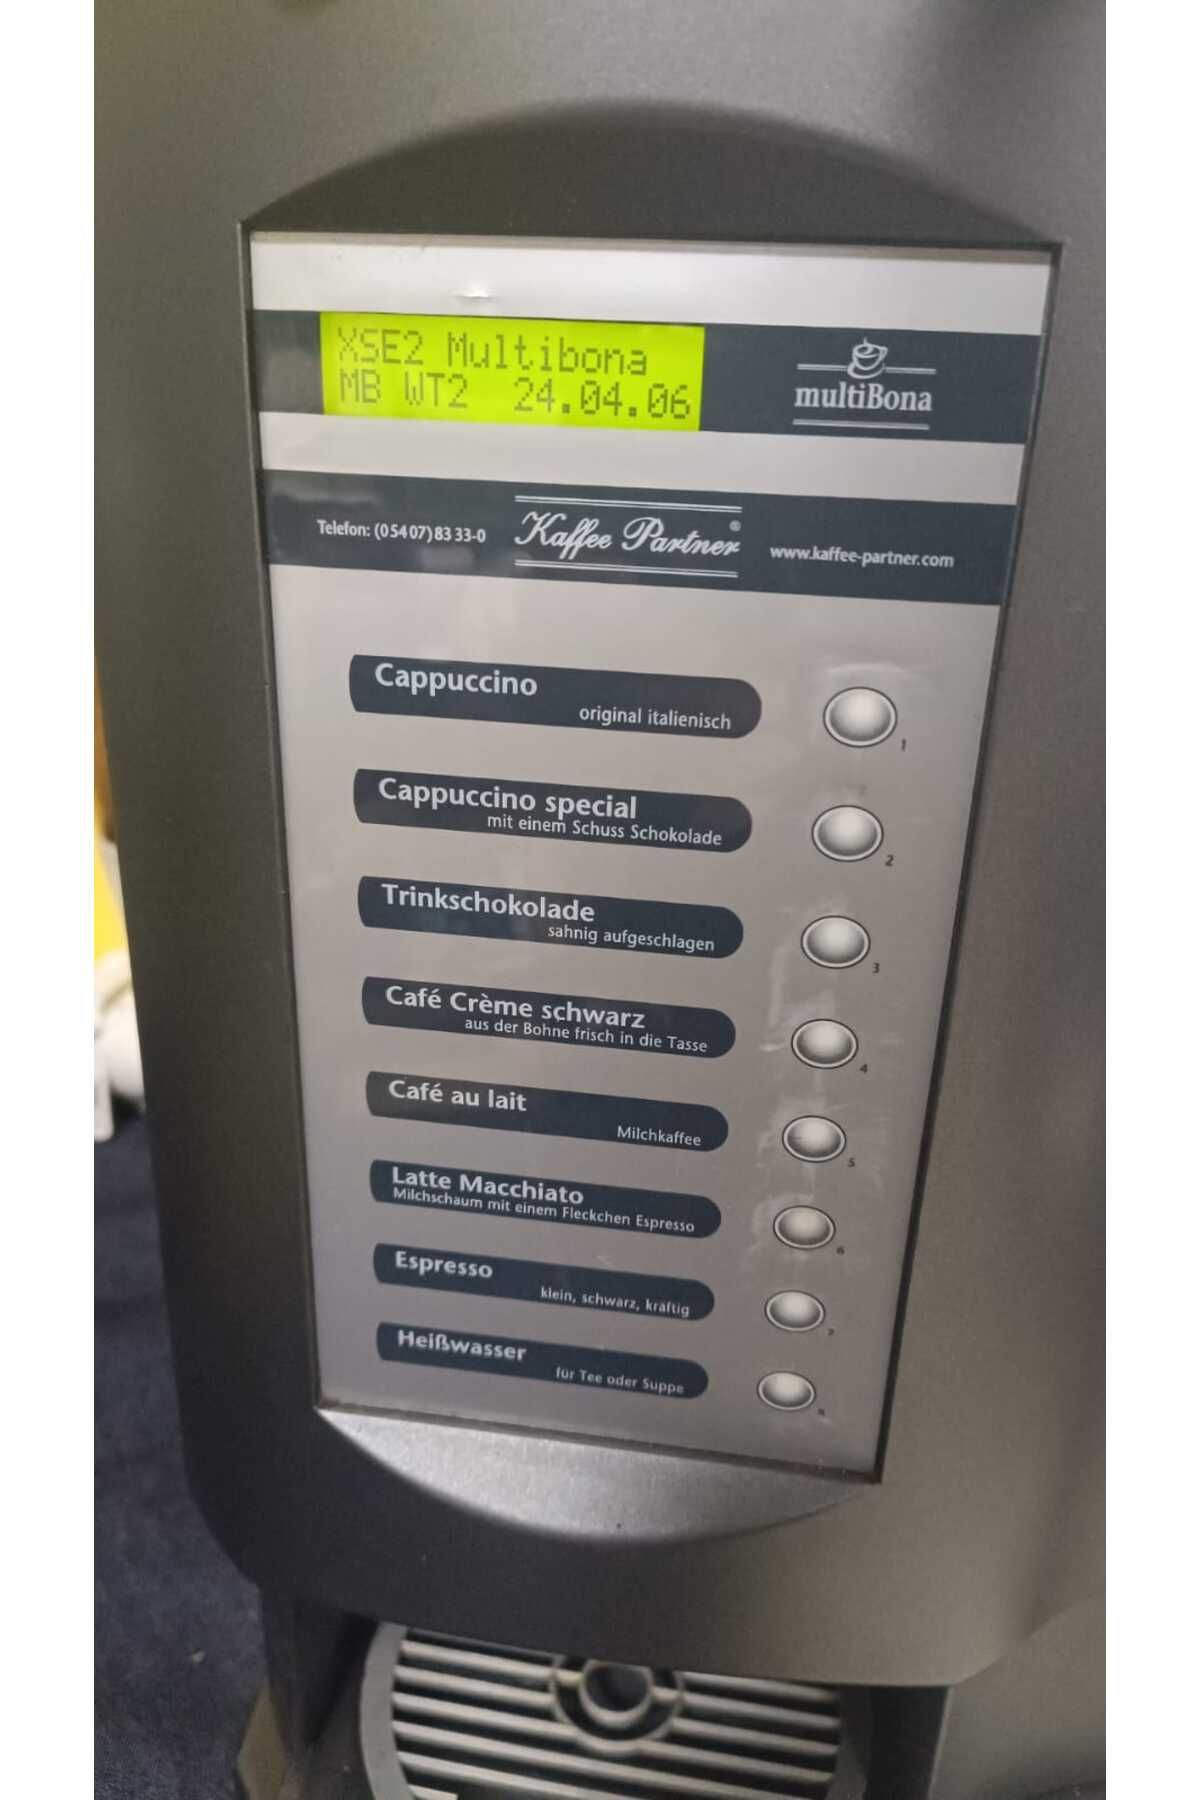 XSE2 Multibona
MB WT2 24.04.06
multiBona
Telefon: (05407)8333-0
Kaffee Partner®
www.kaffee-partner.com
Cappuccino
original italienisch
1
Cappuccino special
mit einem Schuss Schokolade
2
Trinkschokolade
sahnig aufgeschlagen
3
Café Crème schwarz
aus der Bohne frisch in die Tasse
4
Café au lait
Milchkaffee
5
Latte Macchiato
Milchschaum mit einem Fleckchen Espresso
6
Espresso
klein, schwarz, kräftig
7
Heißwasser
für Tee oder Suppe
8